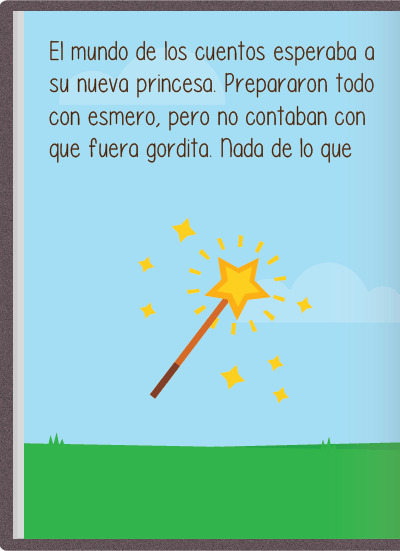 El mundo de los cuentos esperaba a
su nueva princesa. Prepararon todo
con esmero, pero no contaban con
que fuera gordita. Nada de lo que